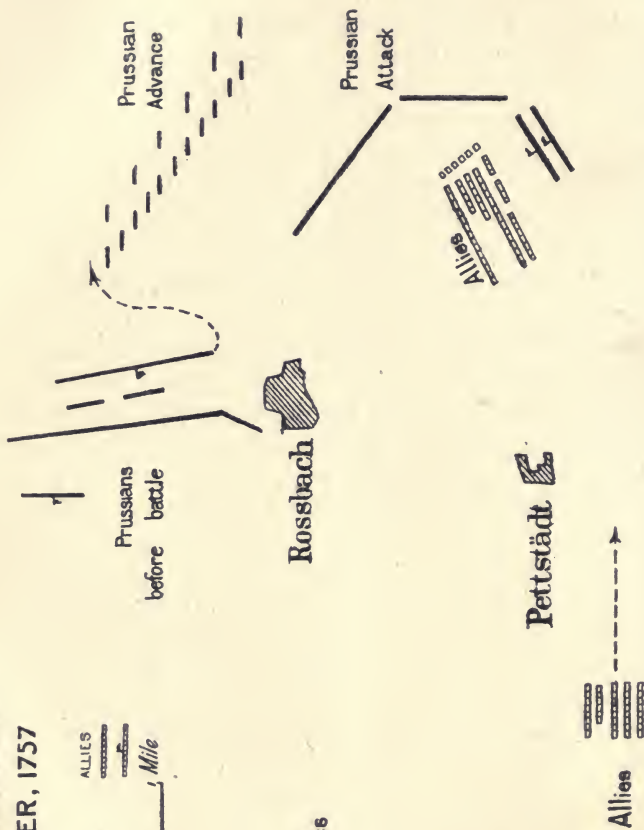 ER, 1757
ALLIES
Mile
Prussians
before battle
Prussian
Advance
Rossbach
Prussian
Attack
Allies
Pettstädt
Allies